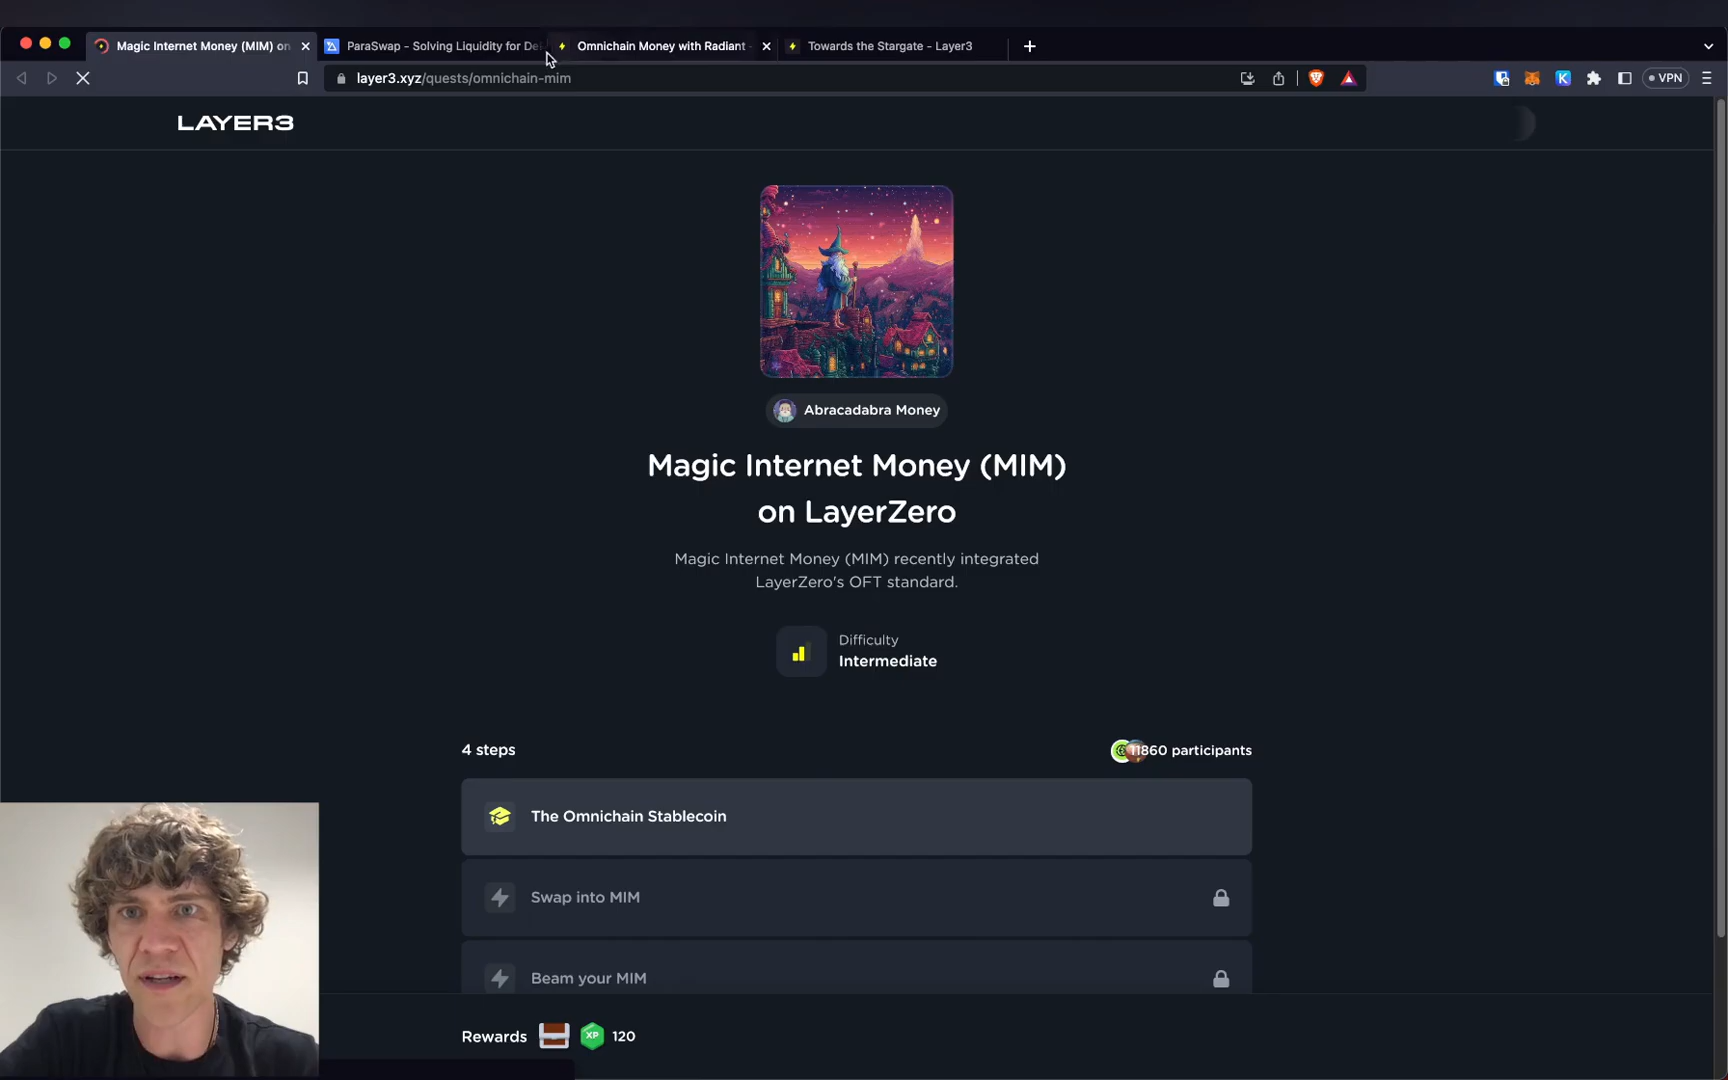 Magic Internet Money (MIM) on
ParaSwap - Solving Liquidity for De
Omnichain Money with Radiant -
Towards the Stargate - Layer3
layer3.xyz/quests/omnichain-mim
VPN
LAYER3
Abracadabra Money
Magic Internet Money (MIM)
on LayerZero
Magic Internet Money (MIM) recently integrated
LayerZero's OFT standard.
Difficulty
Intermediate
4 steps
11860 participants
The Omnichain Stablecoin
Swap into MIM
Beam your MIM
Rewards
XP
120